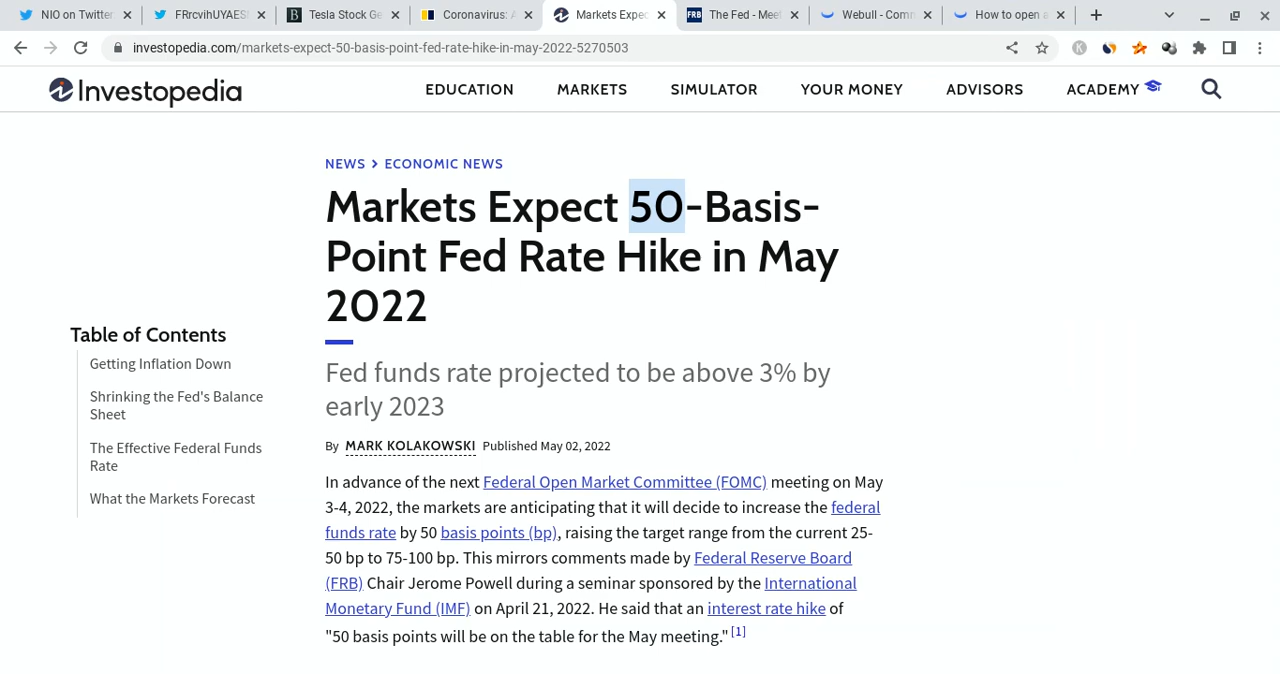 NIO on Twitter
FRrcvihUYAES
Tesla Stock Ge
Coronavirus: A
Markets Expec
FRB
The Fed - Meet
Webull - Comm
How to open a
investopedia.com/markets-expect-50-basis-point-fed-rate-hike-in-may-2022-5270503
K
Investopedia
EDUCATION
MARKETS
SIMULATOR
YOUR MONEY
ADVISORS
ACADEMY
NEWS > ECONOMIC NEWS
Markets Expect 50-Basis-
Point Fed Rate Hike in May
2022
Fed funds rate projected to be above 3% by
early 2023
By MARK KOLAKOWSKI Published May 02, 2022
Table of Contents
Getting Inflation Down
Shrinking the Fed's Balance
Sheet
The Effective Federal Funds
Rate
What the Markets Forecast
In advance of the next Federal Open Market Committee (FOMC) meeting on May
3-4, 2022, the markets are anticipating that it will decide to increase the federal
funds rate by 50 basis points (bp), raising the target range from the current 25-
50 bp to 75-100 bp. This mirrors comments made by Federal Reserve Board
(FRB) Chair Jerome Powell during a seminar sponsored by the International
Monetary Fund (IMF) on April 21, 2022. He said that an interest rate hike of
"50 basis points will be on the table for the May meeting." [1]